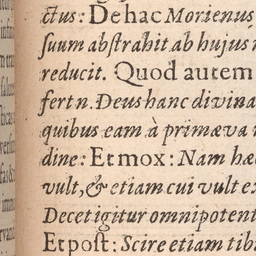 ctus: De hac Morienus
suum abstrahit ab hujus
reducit. Quod autem
fert n. Deus hanc divina
quibus eam à primæva
dine: Et mox: Nam hæ
vult, & etiam cui vult ex
Decet igitur omnipotent
Et post: Scire etiam tib